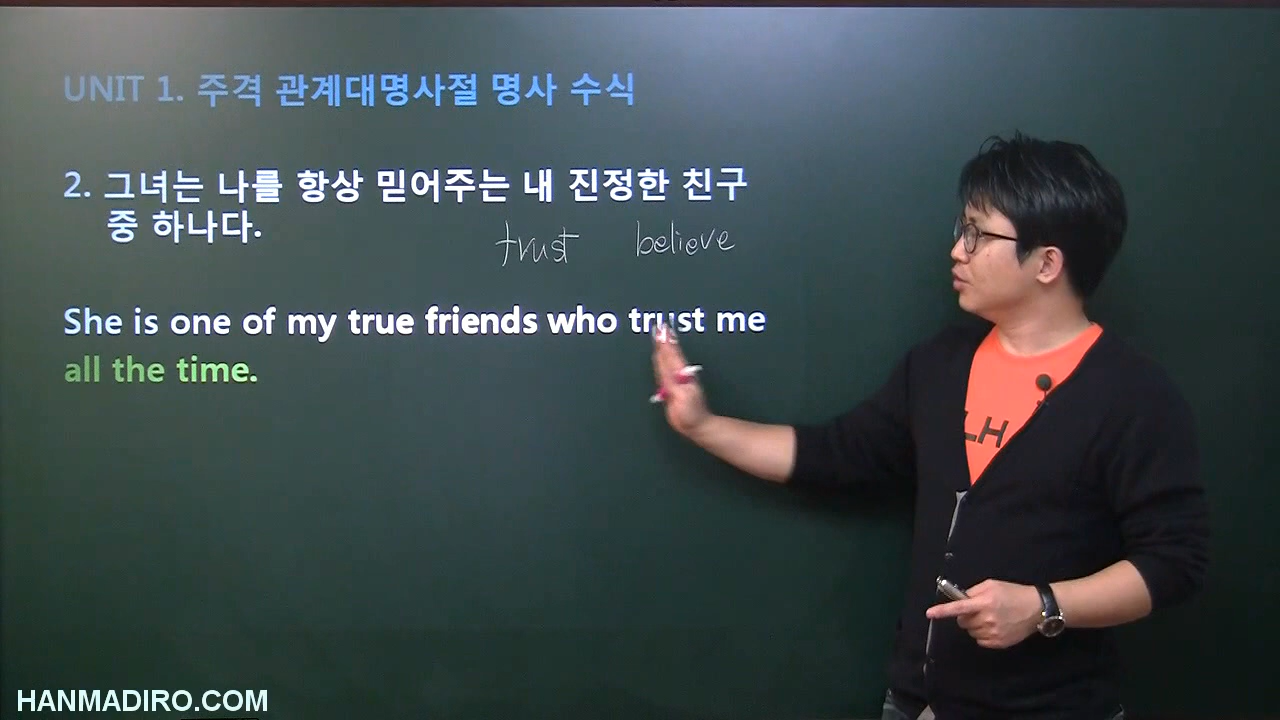 UNIT 1. 주격 관계대명사절 명사 수식
2. 그녀는 나를 항상 믿어주는 내 진정한 친구
중 하나다.
trust believe
She is one of my true friends who trust me
all the time.
LH
HANMADIRO.COM